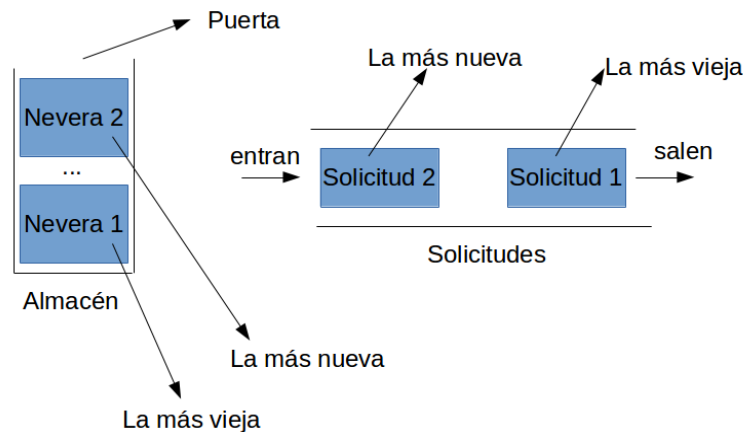 Puerta
La más nueva
La más vieja
Nevera 2
...
Nevera 1
Almacén
entran
Solicitud 2
Solicitud 1
salen
Solicitudes
La más nueva
La más vieja